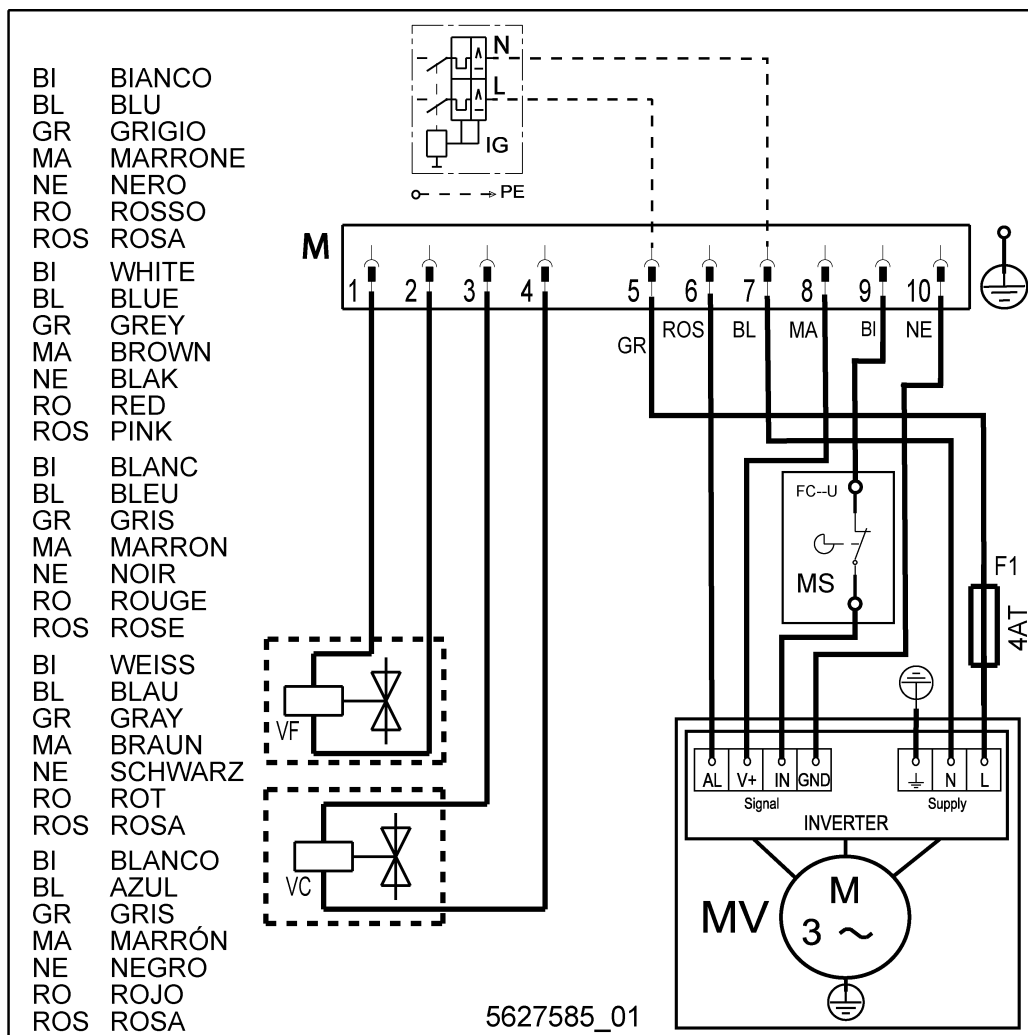 BI BIANCO
BL BLU
GR GRIGIO
MA MARRONE
NE NERO
RO ROSSO
ROS ROSA
BI WHITE
BL BLUE
GR GREY
MA BROWN
NE BLAK
RO RED
ROS PINK
BI BLANC
BL BLEU
GR GRIS
MA MARRON
NE NOIR
RO ROUGE
ROS ROSE
BI WEISS
BL BLAU
GR GRAY
MA BRAUN
NE SCHWARZ
RO ROT
ROS ROSA
BI BLANCO
BL AZUL
GR GRIS
MA MARRÓN
NE NEGRO
RO ROJO
ROS ROSA
N
L
IG
PE
M
1 2 3 4 5 6 7 8 9 10
GR ROS BL MA BI NE
FC--U
MS
F1
4AT
VF
VC
AL V+ IN GND N L
Signal Supply
INVERTER
MV
M
3 ~
5627585_01